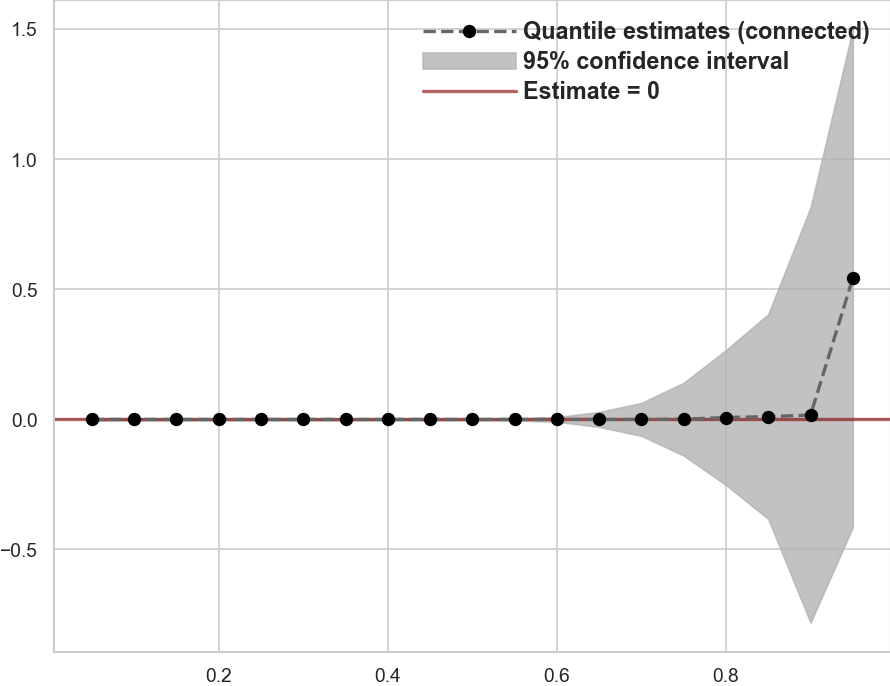 1.5
Quantile estimates (connected)
95% confidence interval
Estimate = 0
1.0
0.5
0.0
−0.5
0.2 0.4 0.6 0.8